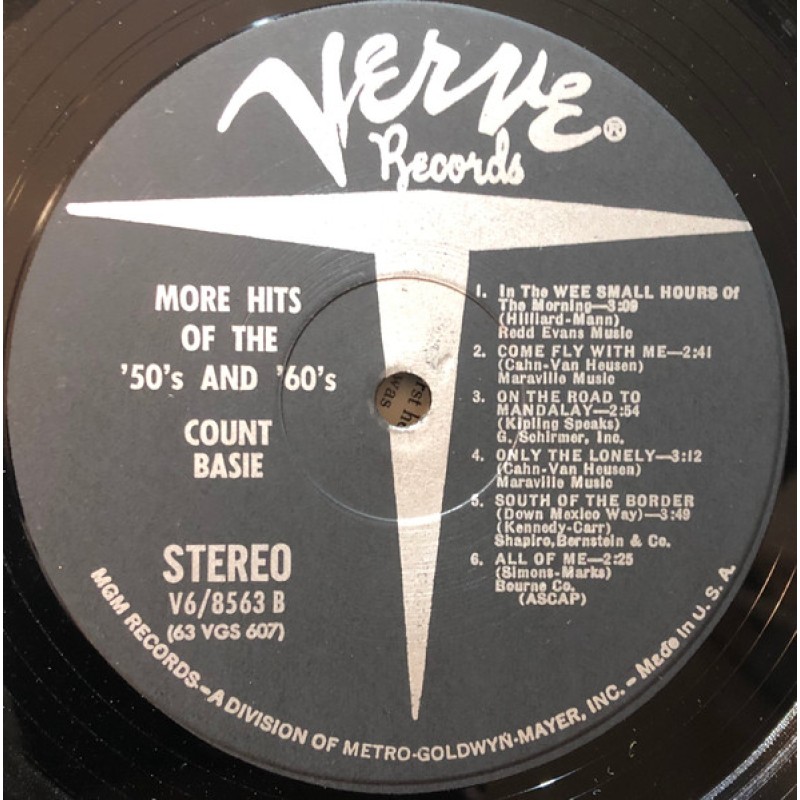 Verve®
Records
MORE HITS
OF THE
'50's AND '60's
COUNT
BASIE
STEREO
V6/8563 B
(63 VGS 607)
1. In The WEE SMALL HOURS Of
The Morning—3:09
(Hilliard-Mann)
Redd Evans Music
2. COME FLY WITH ME—2:41
(Cahn-Van Heusen)
Maraville Music
3. ON THE ROAD TO
MANDALAY—2:54
(Kipling Speaks)
G. Schirmer, Inc.
4. ONLY THE LONELY—3:12
(Cahn-Van Heusen)
Maraville Music
5. SOUTH OF THE BORDER
(Down Mexico Way)—3:49
(Kennedy-Carr)
Shapiro, Bernstein & Co.
6. ALL OF ME—2:25
(Simons-Marks)
Bourne Co.
(ASCAP)
MGM RECORDS—A DIVISION OF METRO-GOLDWYN-MAYER, INC. – Made in U. S. A.
was